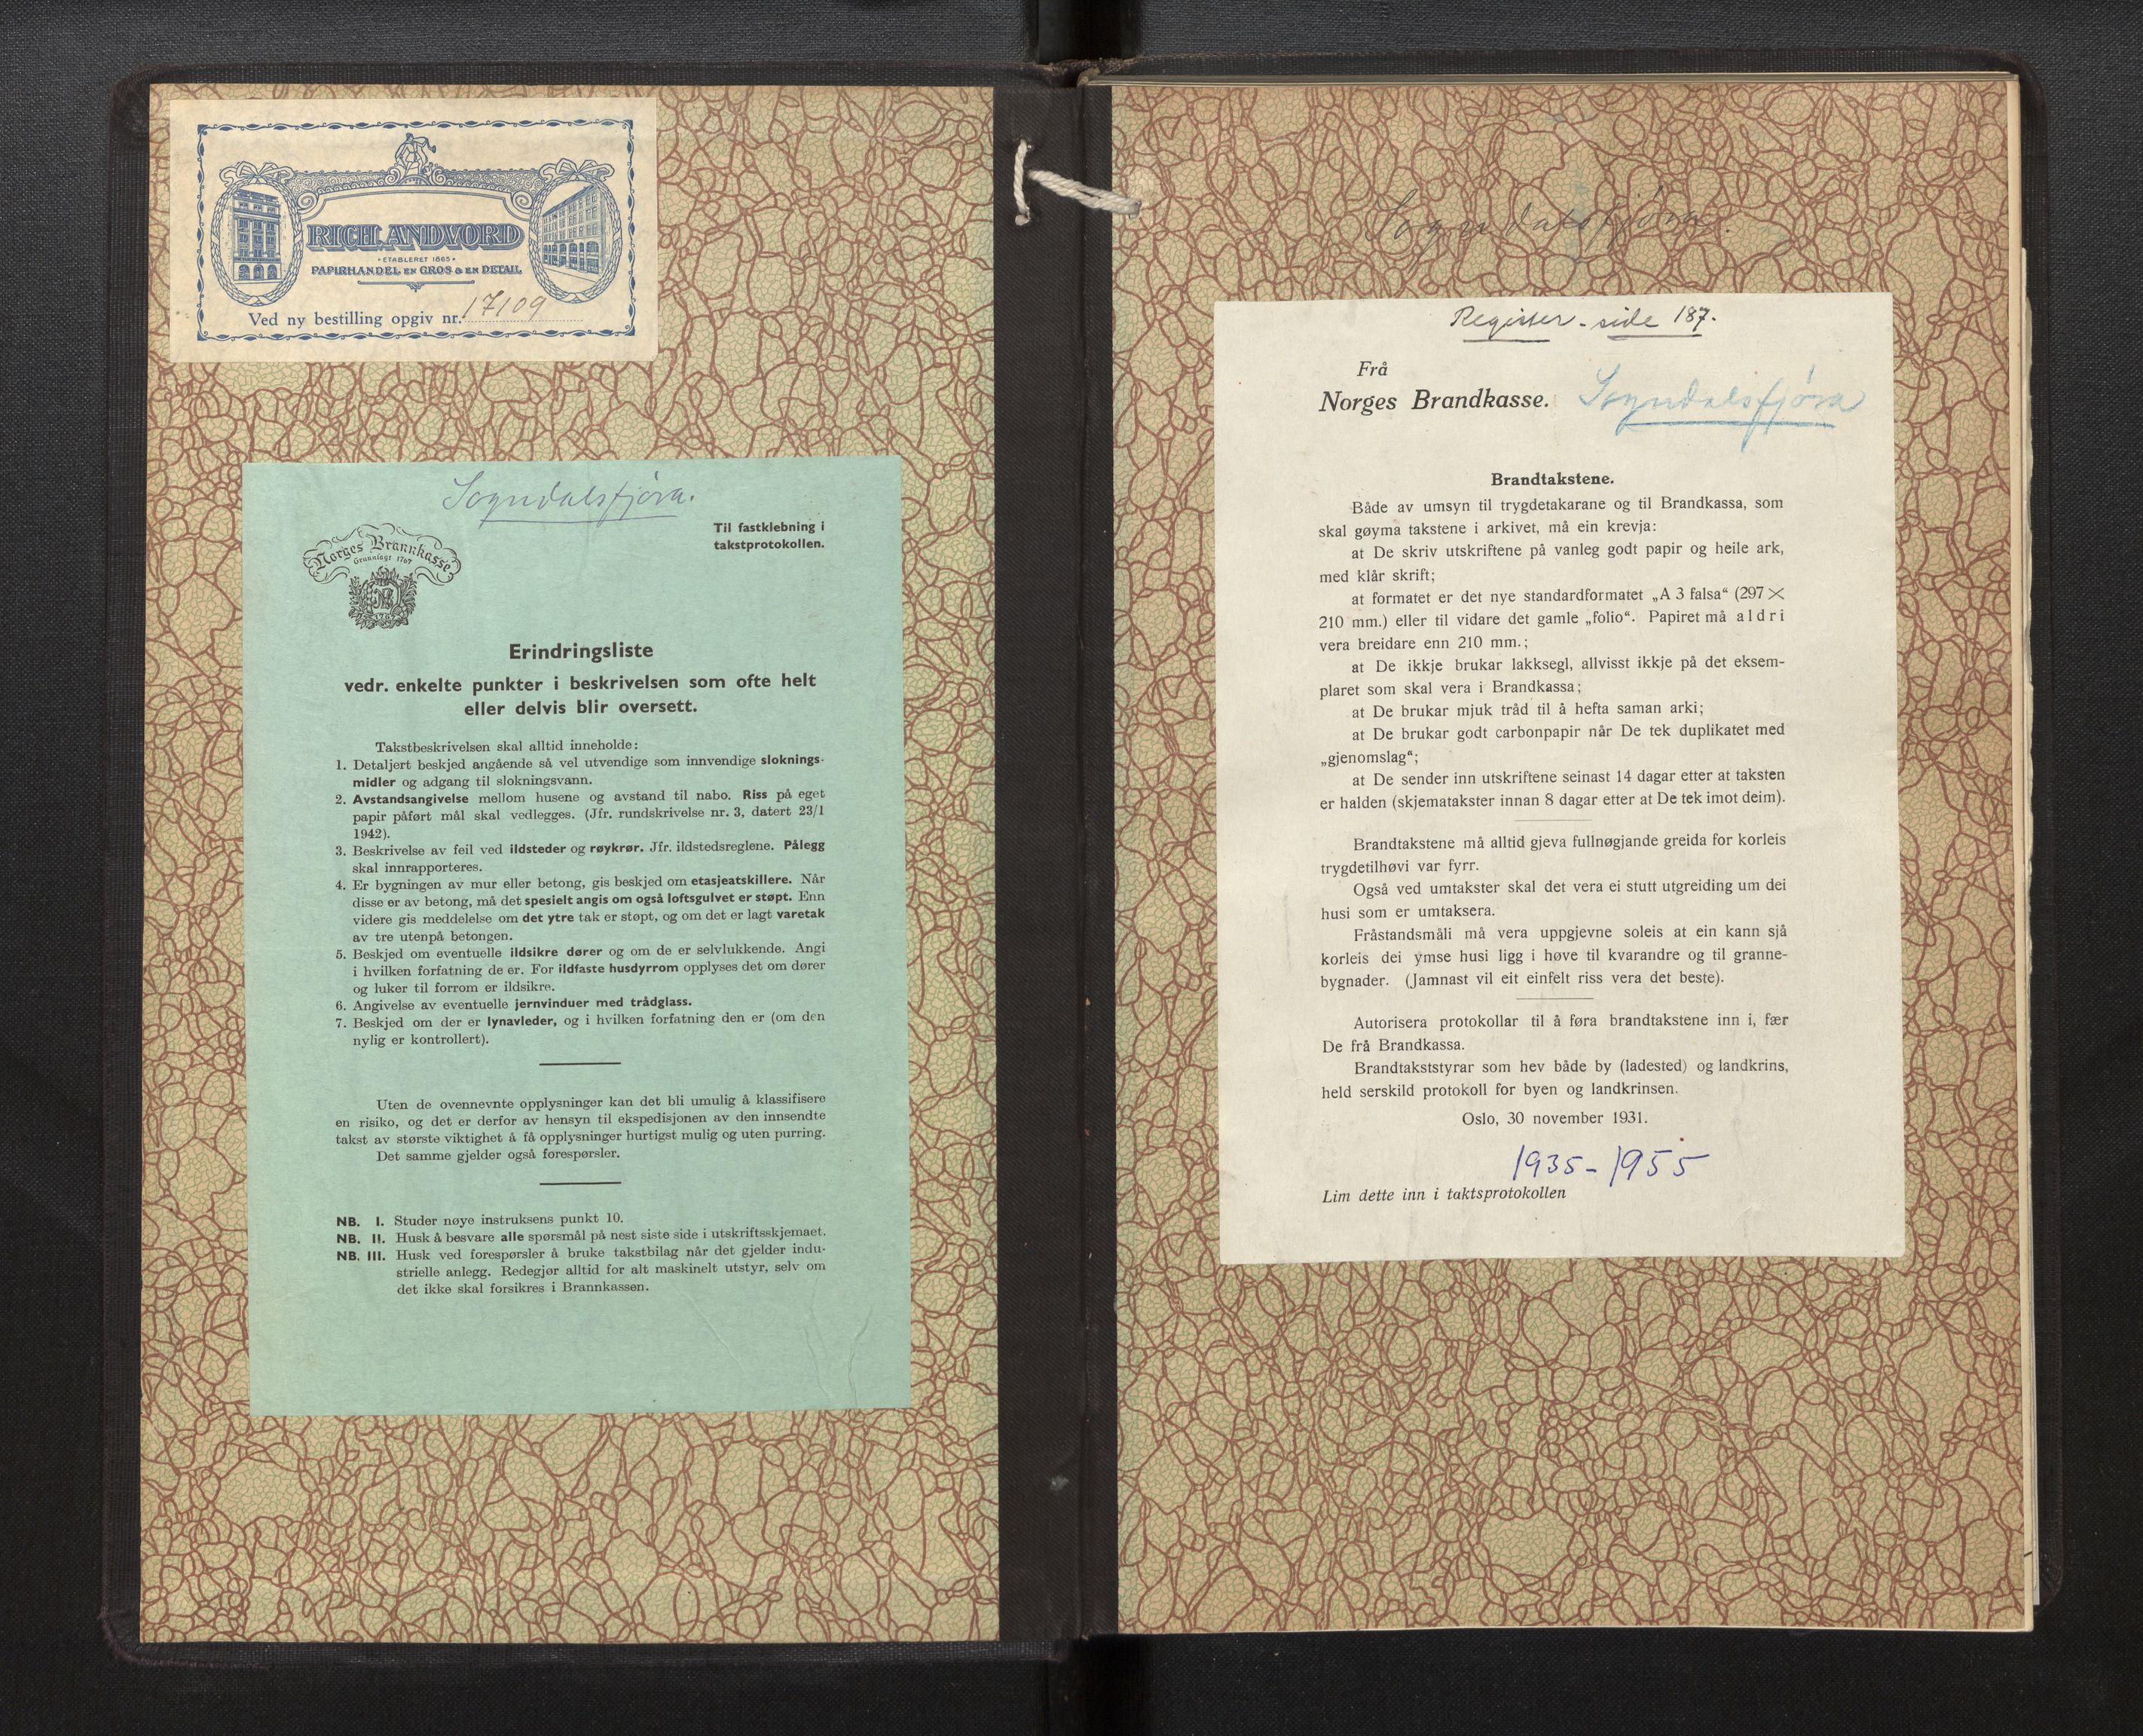 RICH. ANDVORD
• ETABLERET 1865 •
PAPIRHANDEL EN GROS & EN DETAIL
Ved ny bestilling opgiv nr. 17109
Sogndalsfjöra.
Til fastklebning i
takstprotokollen.
Norges Brannkasse
Grunnlagt 1767
1767
Erindringsliste
vedr. enkelte punkter i beskrivelsen som ofte helt
eller delvis blir oversett.
Takstbeskrivelsen skal alltid inneholde:
1. Detaljert beskjed angående så vel utvendige som innvendige sloknings-
midler og adgang til slokningsvann.
2. Avstandsangivelse mellom husene og avstand til nabo. Riss på eget
papir påført mål skal vedlegges. (Jfr. rundskrivelse nr. 3, datert 23/1
1942).
3. Beskrivelse av feil ved ildsteder og røykrør. Jfr. ildstedsreglene. Pålegg
skal innrapporteres.
4. Er bygningen av mur eller betong, gis beskjed om etasjeatskillere. Når
disse er av betong, må det spesielt angis om også loftsgulvet er støpt. Enn
videre gis meddelelse om det ytre tak er støpt, og om det er lagt varetak
av tre utenpå betongen.
5. Beskjed om eventuelle ildsikre dører og om de er selvlukkende. Angi
i hvilken forfatning de er. For ildfaste husdyrrom opplyses det om dører
og luker til forrom er ildsikre.
6. Angivelse av eventuelle jernvinduer med trådglass.
7. Beskjed om der er lynavleder, og i hvilken forfatning den er (om den
nylig er kontrollert).
Uten de ovennevnte opplysninger kan det bli umulig å klassifisere
en risiko, og det er derfor av hensyn til ekspedisjonen av den innsendte
takst av største viktighet å få opplysninger hurtigst mulig og uten purring.
Det samme gjelder også forespørsler.
NB. I. Studer nøye instruksens punkt 10.
NB. II. Husk å besvare alle spørsmål på nest siste side i utskriftsskjemaet.
NB. III. Husk ved forespørsler å bruke takstbilag når det gjelder indu-
strielle anlegg. Redegjør alltid for alt maskinelt utstyr, selv om
det ikke skal forsikres i Brannkassen.
Sogndalsfjöra.
Register - side 187.
Frå
Norges Brandkasse. Sogndalsfjöra
Brandtakstene.
Både av umsyn til trygdetakarane og til Brandkassa, som
skal gøyma takstene i arkivet, må ein krevja:
at De skriv utskriftene på vanleg godt papir og heile ark,
med klår skrift;
at formatet er det nye standardformatet „A 3 falsa“ (297 ×
210 mm.) eller til vidare det gamle „folio“. Papiret må aldri
vera breidare enn 210 mm.;
at De ikkje brukar lakksegl, allvisst ikkje på det eksem-
plaret som skal vera i Brandkassa;
at De brukar mjuk tråd til å hefta saman arki;
at De brukar godt carbonpapir når De tek duplikatet med
„gjenomslag“;
at De sender inn utskriftene seinast 14 dagar etter at taksten
er halden (skjematakster innan 8 dagar etter at De tek imot deim).
Brandtakstene må alltid gjeva fullnøgjande greida for korleis
trygdetilhøvi var fyrr.
Også ved umtakster skal det vera ei stutt utgreiding um dei
husi som er umtaksera.
Fråstandsmåli må vera uppgjevne soleis at ein kann sjå
korleis dei ymse husi ligg i høve til kvarandre og til granne-
bygnader. (Jamnast vil eit einfelt riss vera det beste).
Autorisera protokollar til å føra brandtakstene inn i, fær
De frå Brandkassa.
Brandtakststyrar som hev både by (ladested) og landkrins,
held serskild protokoll for byen og landkrinsen.
Oslo, 30 november 1931.
1935-1955
Lim dette inn i taktsprotokollen